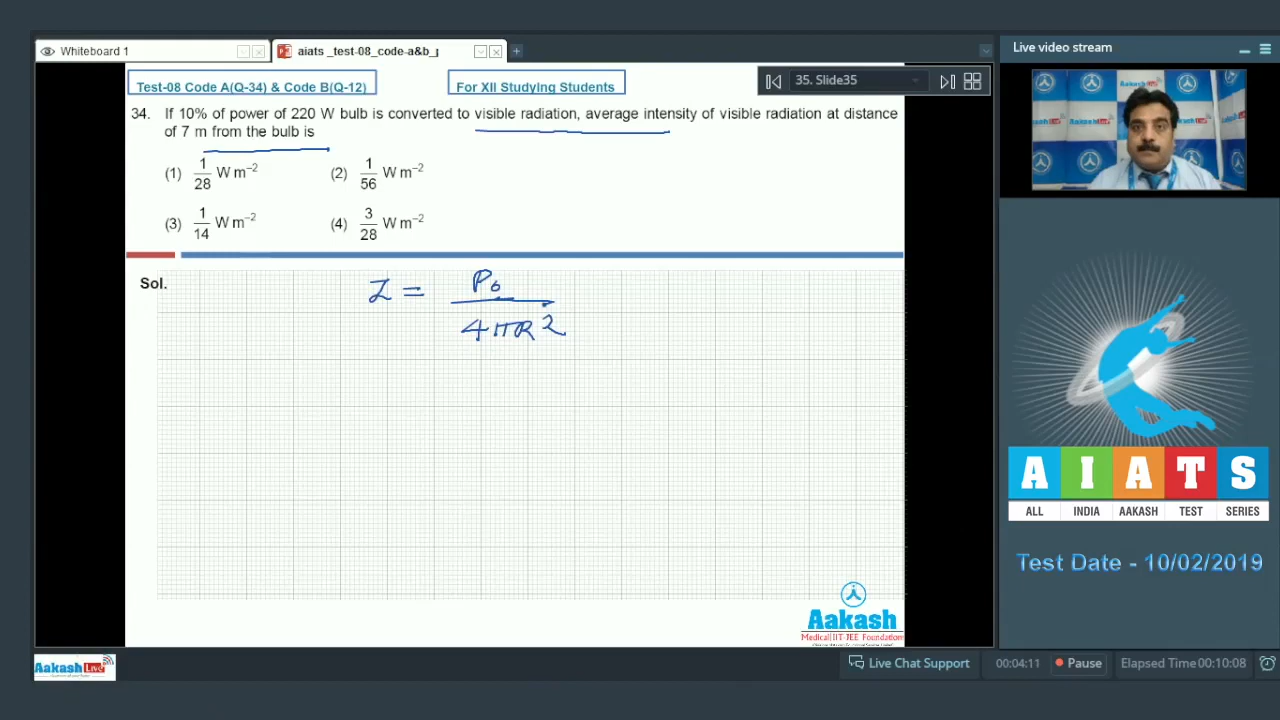 Whiteboard 1
aiats _test-08_code-a&b_p
Live video stream
Test-08 Code A(Q-34) & Code B(Q-12)
For XII Studying Students
35. Slide35
34. If 10% of power of 220 W bulb is converted to visible radiation, average intensity of visible radiation at distance
of 7 m from the bulb is
(1) 1/28 W m⁻² (2) 1/56 W m⁻²
(3) 1/14 W m⁻² (4) 3/28 W m⁻²
Sol.
I = P₀ / 4πR²
Aakash
Medical|IIT-JEE|Foundations
A I A T S
ALL INDIA AAKASH TEST SERIES
Test Date - 10/02/2019
Aakash Live
Live Chat Support
00:04:11
Pause
Elapsed Time 00:10:08